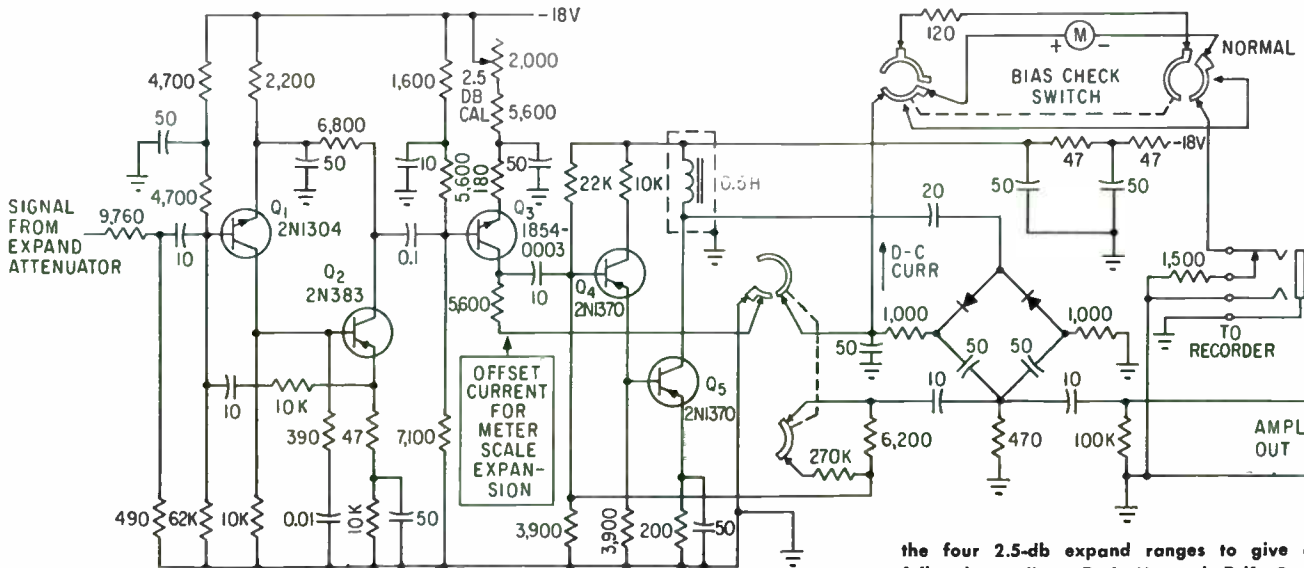 -18V
120
M
+
-
NORMAL
BIAS CHECK
SWITCH
4,700
2,200
1,600
2.5
DB
CAL
2,000
5,600
50
6,800
50
10
5,600
180
50
22K
10K
0.5H
20
50
47
50
47
-18V
4,700
SIGNAL
FROM
EXPAND
ATTENUATOR
9,760
10
Q1
2N1304
Q2
2N383
0.1
Q3
1854-
0003
10
5,600
Q4
2N1370
D-C
CURR
1,000
50
50
50
1,000
1,500
TO
RECORDER
Q5
2N1370
OFFSET
CURRENT
FOR
METER
SCALE
EXPAN-
SION
10
10K
390
47
7,100
270K
6,200
10
470
10
100K
AMPL
OUT
490
62K
10K
0.01
10K
50
3,900
3,900
200
50
the four 2.5-db expand ranges to give